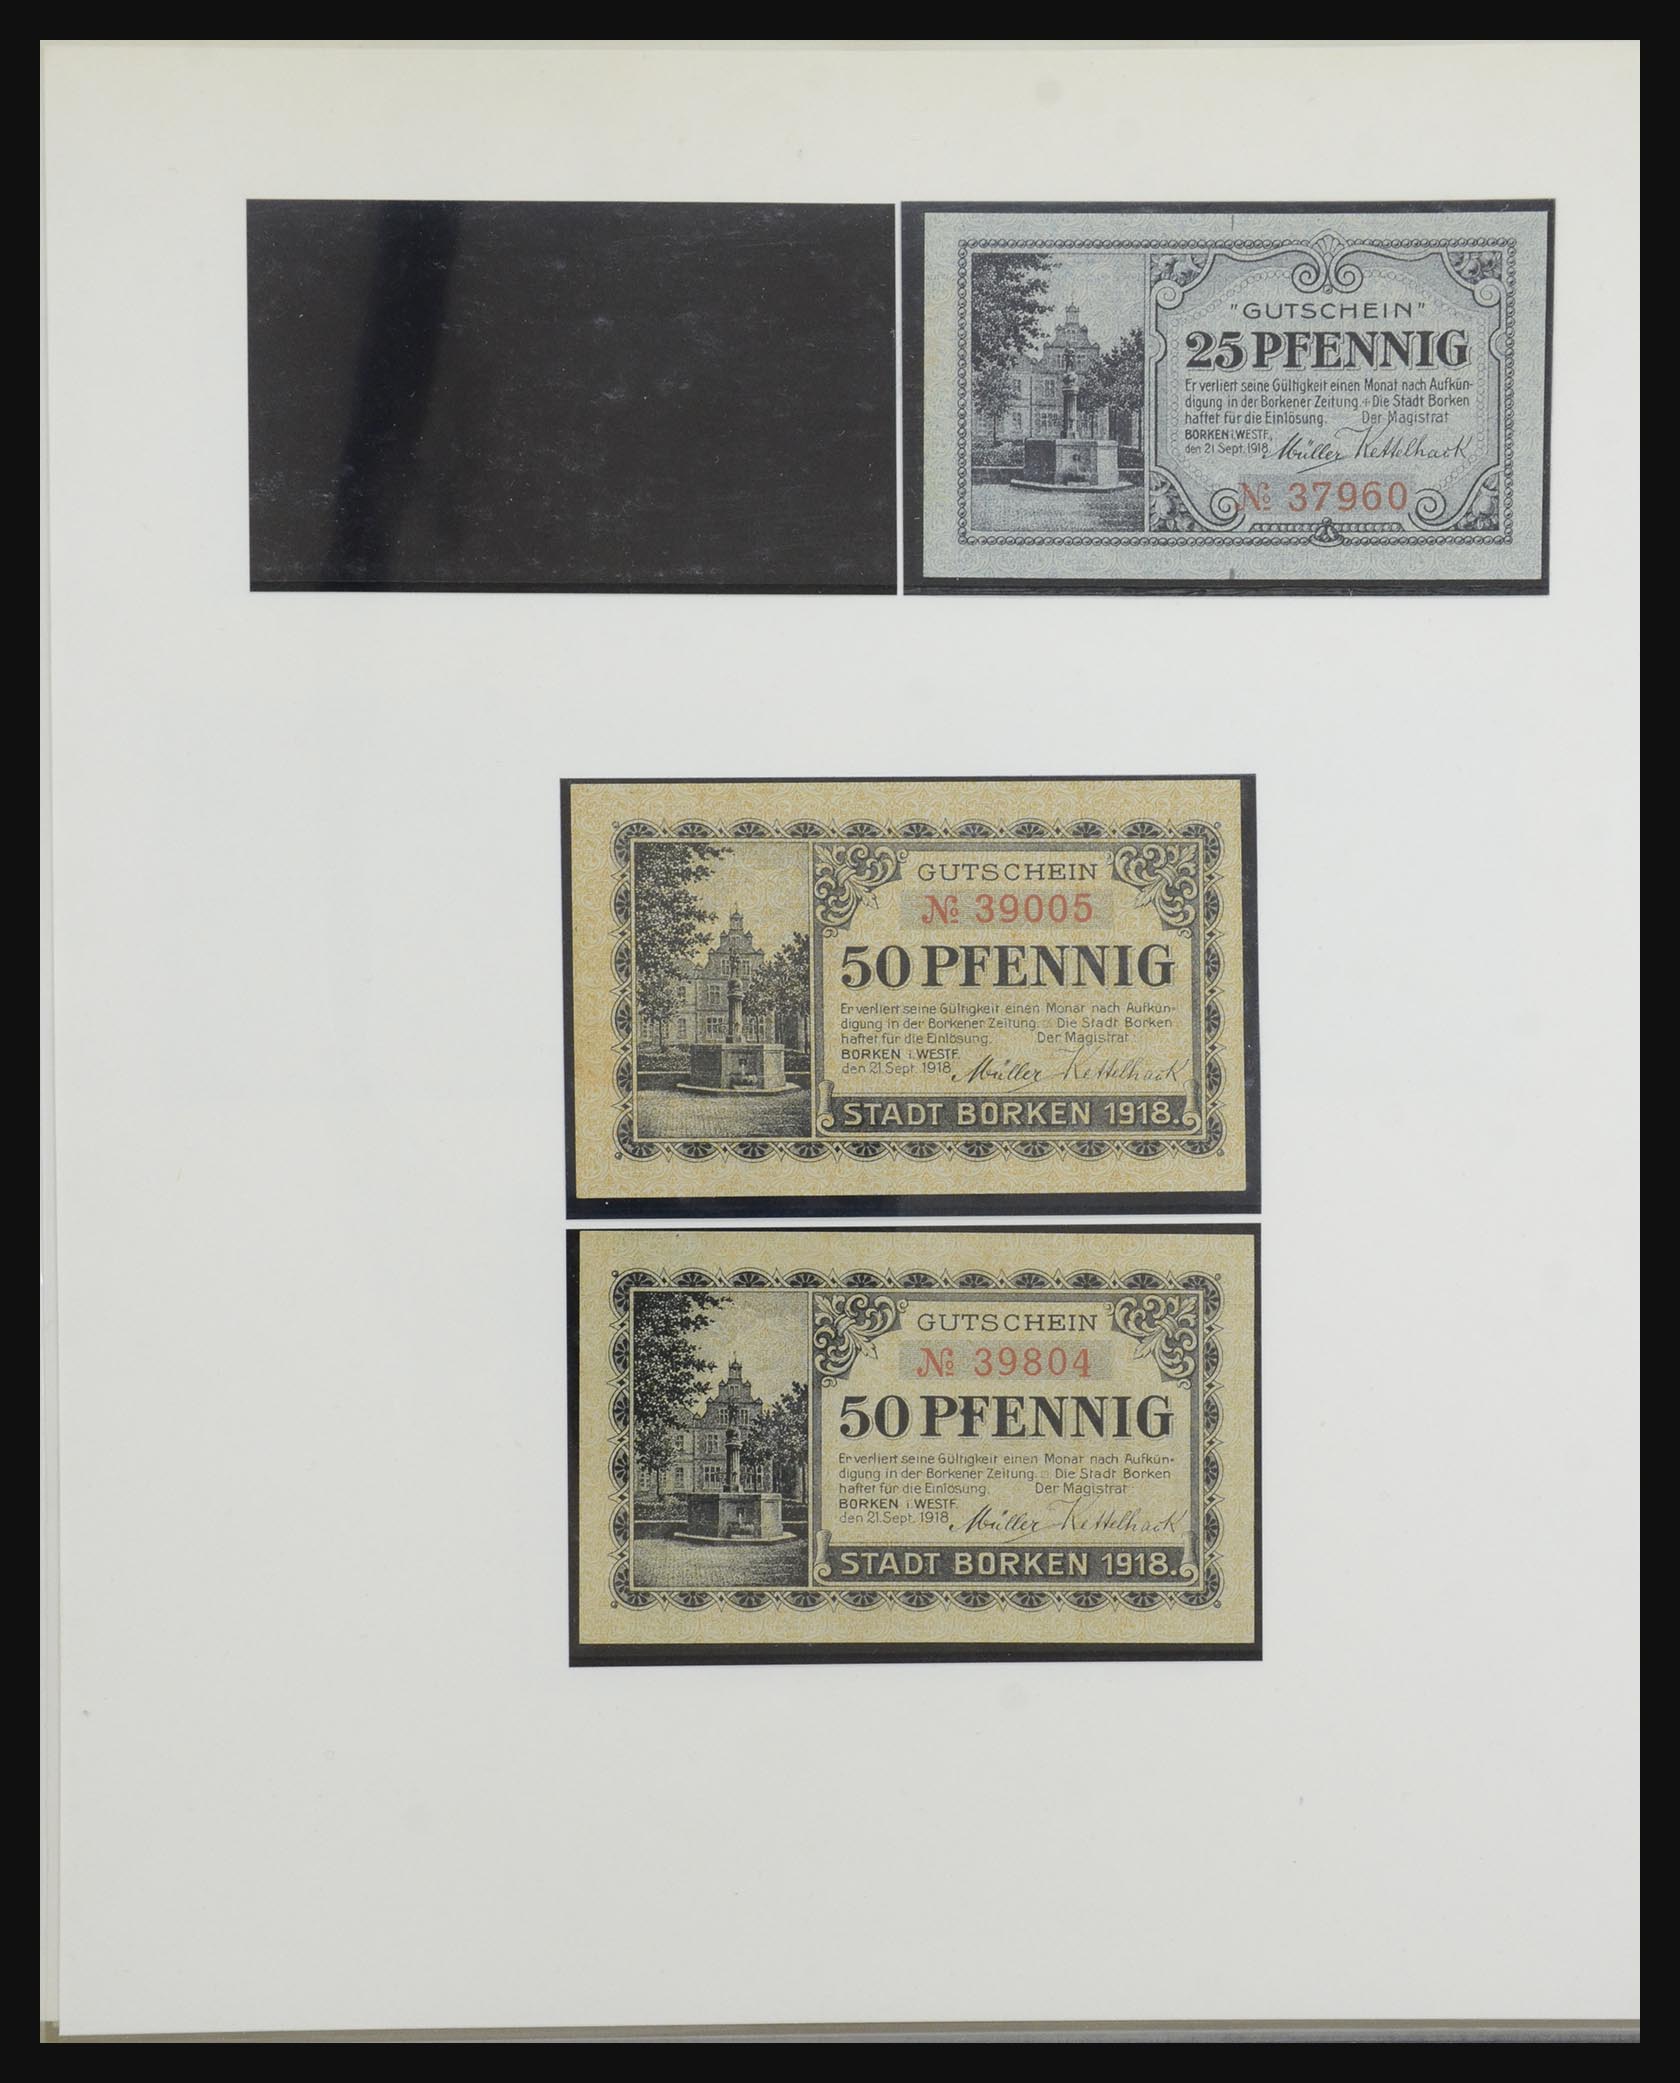 "GUTSCHEIN"
25 PFENNIG
Er verliert seine Gültigkeit einen Monat nach Aufkün-
digung in der Borkener Zeitung. Die Stadt Borken
haftet für die Einlösung. Der Magistrat
BORKEN i. WESTF.,
den 21 Sept. 1918. Müller Kettelhack
№ 37960
GUTSCHEIN
№ 39005
50 PFENNIG
Er verliert seine Gültigkeit einen Monat nach Aufkün-
digung in der Borkener Zeitung. Die Stadt Borken
haftet für die Einlösung. Der Magistrat:
BORKEN i. WESTF.
den 21. Sept. 1918. Müller Kettelhack
STADT BORKEN 1918.
GUTSCHEIN
№ 39804
50 PFENNIG
Er verliert seine Gültigkeit einen Monat nach Aufkün-
digung in der Borkener Zeitung. Die Stadt Borken
haftet für die Einlösung. Der Magistrat:
BORKEN i. WESTF.
den 21. Sept. 1918. Müller Kettelhack
STADT BORKEN 1918.